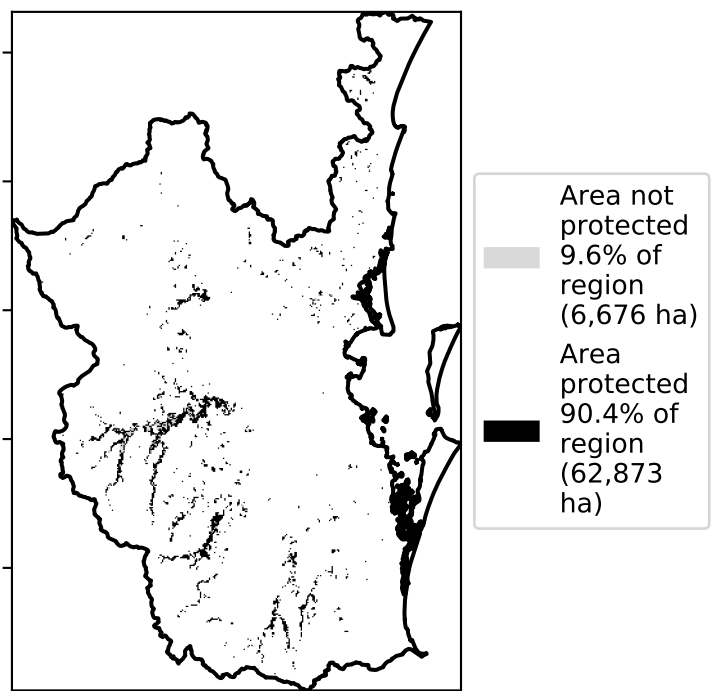 Area not
protected
9.6% of
region
(6,676 ha)
Area
protected
90.4% of
region
(62,873
ha)